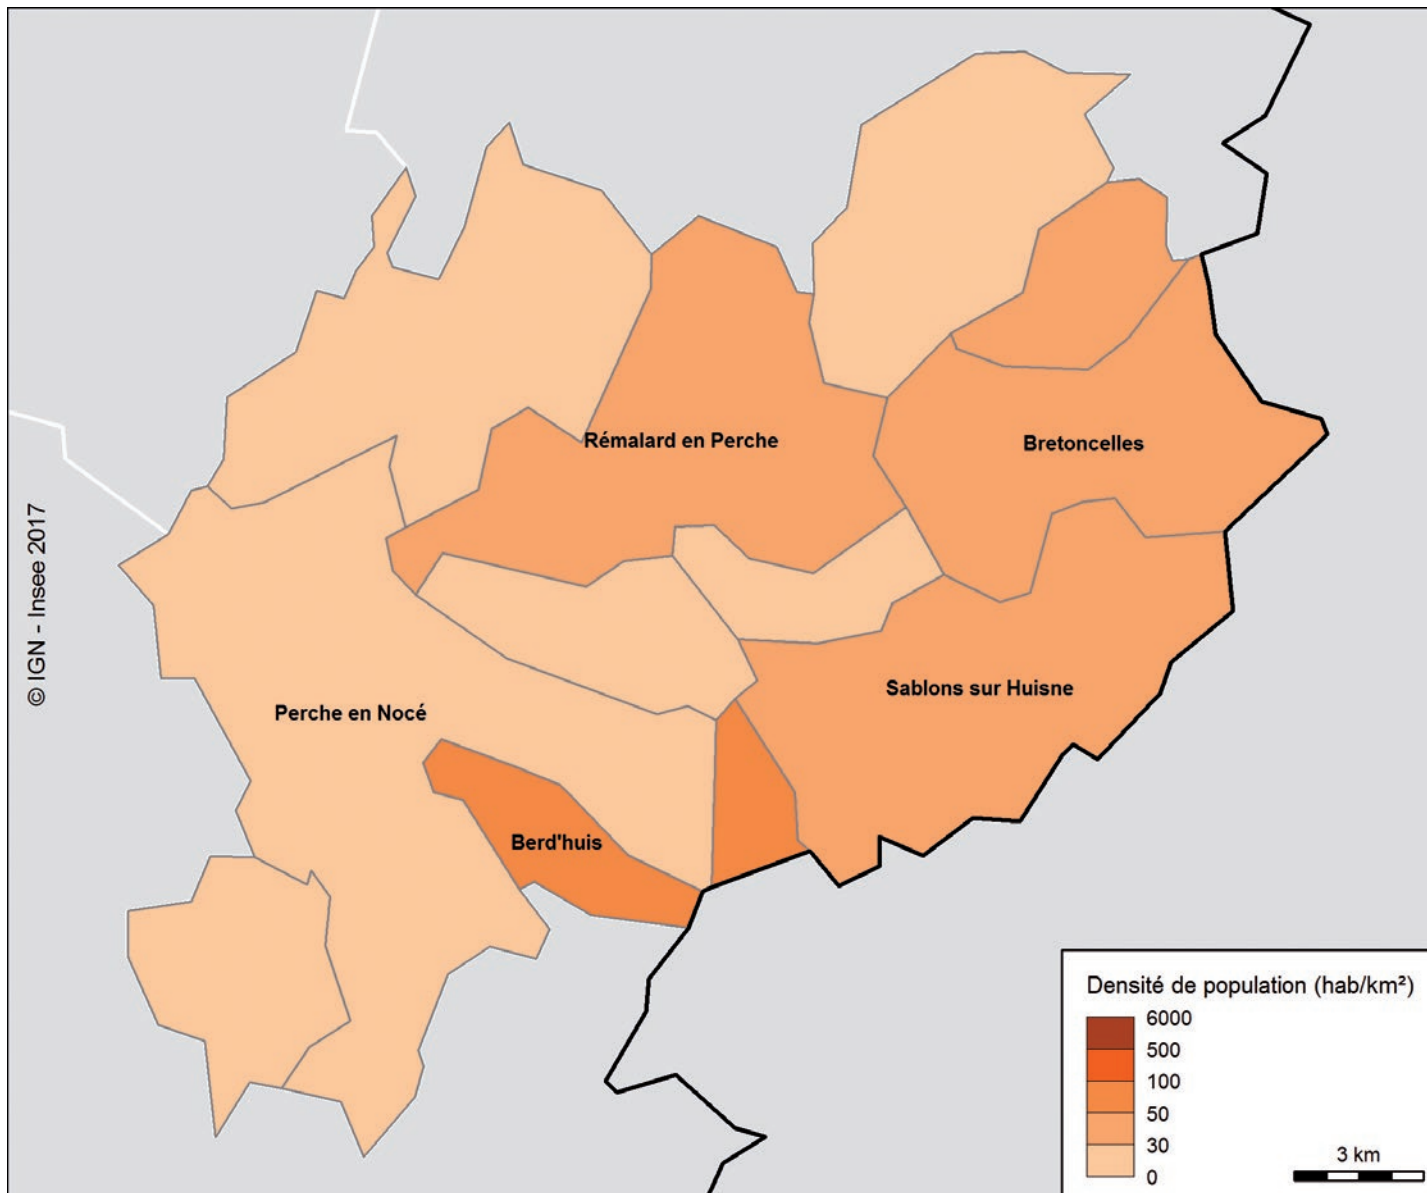 Rémalard en Perche
Bretoncelles
© IGN - Insee 2017
Sablons sur Huisne
Perche en Nocé
Berd'huis
Densité de population (hab/km²)
6000
500
100
50
30
0
3 km